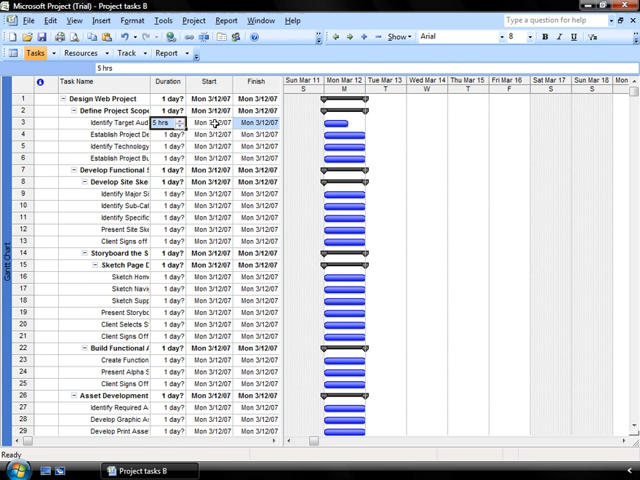 Microsoft Project (Trial) - Project tasks B
File Edit View Insert Format Tools Project Report Window Help Type a question for help
Show Arial 8
Tasks Resources Track Report
5 hrs
Task Name Duration Start Finish Sun Mar 11 Mon Mar 12 Tue Mar 13 Wed Mar 14 Thu Mar 15 Fri Mar 16 Sat Mar 17 Sun Mar 18 Mon
S M T W T F S S
1 Design Web Project 1 day? Mon 3/12/07 Mon 3/12/07
2 Define Project Scope 1 day? Mon 3/12/07 Mon 3/12/07
3 Identify Target Aud 5 hrs Mon 3/12/07 Mon 3/12/07
4 Establish Project De 1 day? Mon 3/12/07 Mon 3/12/07
5 Identify Technology 1 day? Mon 3/12/07 Mon 3/12/07
6 Establish Project Bu 1 day? Mon 3/12/07 Mon 3/12/07
7 Develop Functional S 1 day? Mon 3/12/07 Mon 3/12/07
8 Develop Site Ske 1 day? Mon 3/12/07 Mon 3/12/07
9 Identify Major Si 1 day? Mon 3/12/07 Mon 3/12/07
10 Identify Sub-Cat 1 day? Mon 3/12/07 Mon 3/12/07
11 Identify Specific 1 day? Mon 3/12/07 Mon 3/12/07
12 Present Site Ske 1 day? Mon 3/12/07 Mon 3/12/07
13 Client Signs off 1 day? Mon 3/12/07 Mon 3/12/07
14 Storyboard the S 1 day? Mon 3/12/07 Mon 3/12/07
15 Sketch Page D 1 day? Mon 3/12/07 Mon 3/12/07
16 Sketch Home 1 day? Mon 3/12/07 Mon 3/12/07
17 Sketch Navi 1 day? Mon 3/12/07 Mon 3/12/07
18 Sketch Supp 1 day? Mon 3/12/07 Mon 3/12/07
19 Present Storyb 1 day? Mon 3/12/07 Mon 3/12/07
20 Client Selects S 1 day? Mon 3/12/07 Mon 3/12/07
21 Client Signs Off 1 day? Mon 3/12/07 Mon 3/12/07
22 Build Functional A 1 day? Mon 3/12/07 Mon 3/12/07
23 Create Function 1 day? Mon 3/12/07 Mon 3/12/07
24 Present Alpha S 1 day? Mon 3/12/07 Mon 3/12/07
25 Client Signs Off 1 day? Mon 3/12/07 Mon 3/12/07
26 Asset Development 1 day? Mon 3/12/07 Mon 3/12/07
27 Identify Required A 1 day? Mon 3/12/07 Mon 3/12/07
28 Develop Graphic As 1 day? Mon 3/12/07 Mon 3/12/07
29 Develop Print Asse 1 day? Mon 3/12/07 Mon 3/12/07
Gantt Chart
Ready
Project tasks B